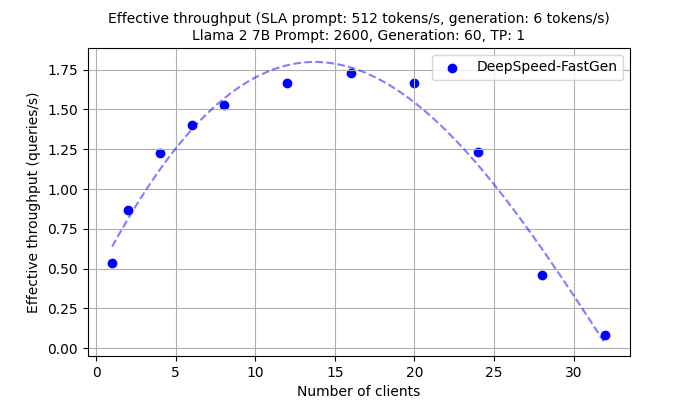 Effective throughput (SLA prompt: 512 tokens/s, generation: 6 tokens/s)
Llama 2 7B Prompt: 2600, Generation: 60, TP: 1
DeepSpeed-FastGen
Effective throughput (queries/s)
1.75
1.50
1.25
1.00
0.75
0.50
0.25
0.00
0 5 10 15 20 25 30
Number of clients